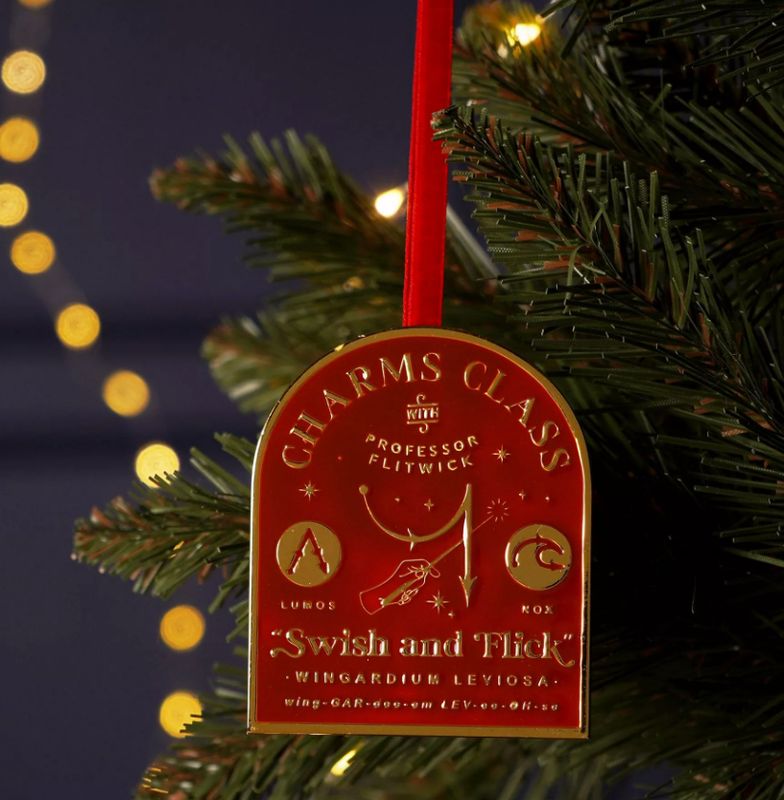 CHARMS CLASS
WITH
PROFESSOR
FLITWICK
LUMOS
NOX
"Swish and Flick"
·WINGARDIUM LEVIOSA·
wing-GAR-dee-em LEV-ee-OH-sa